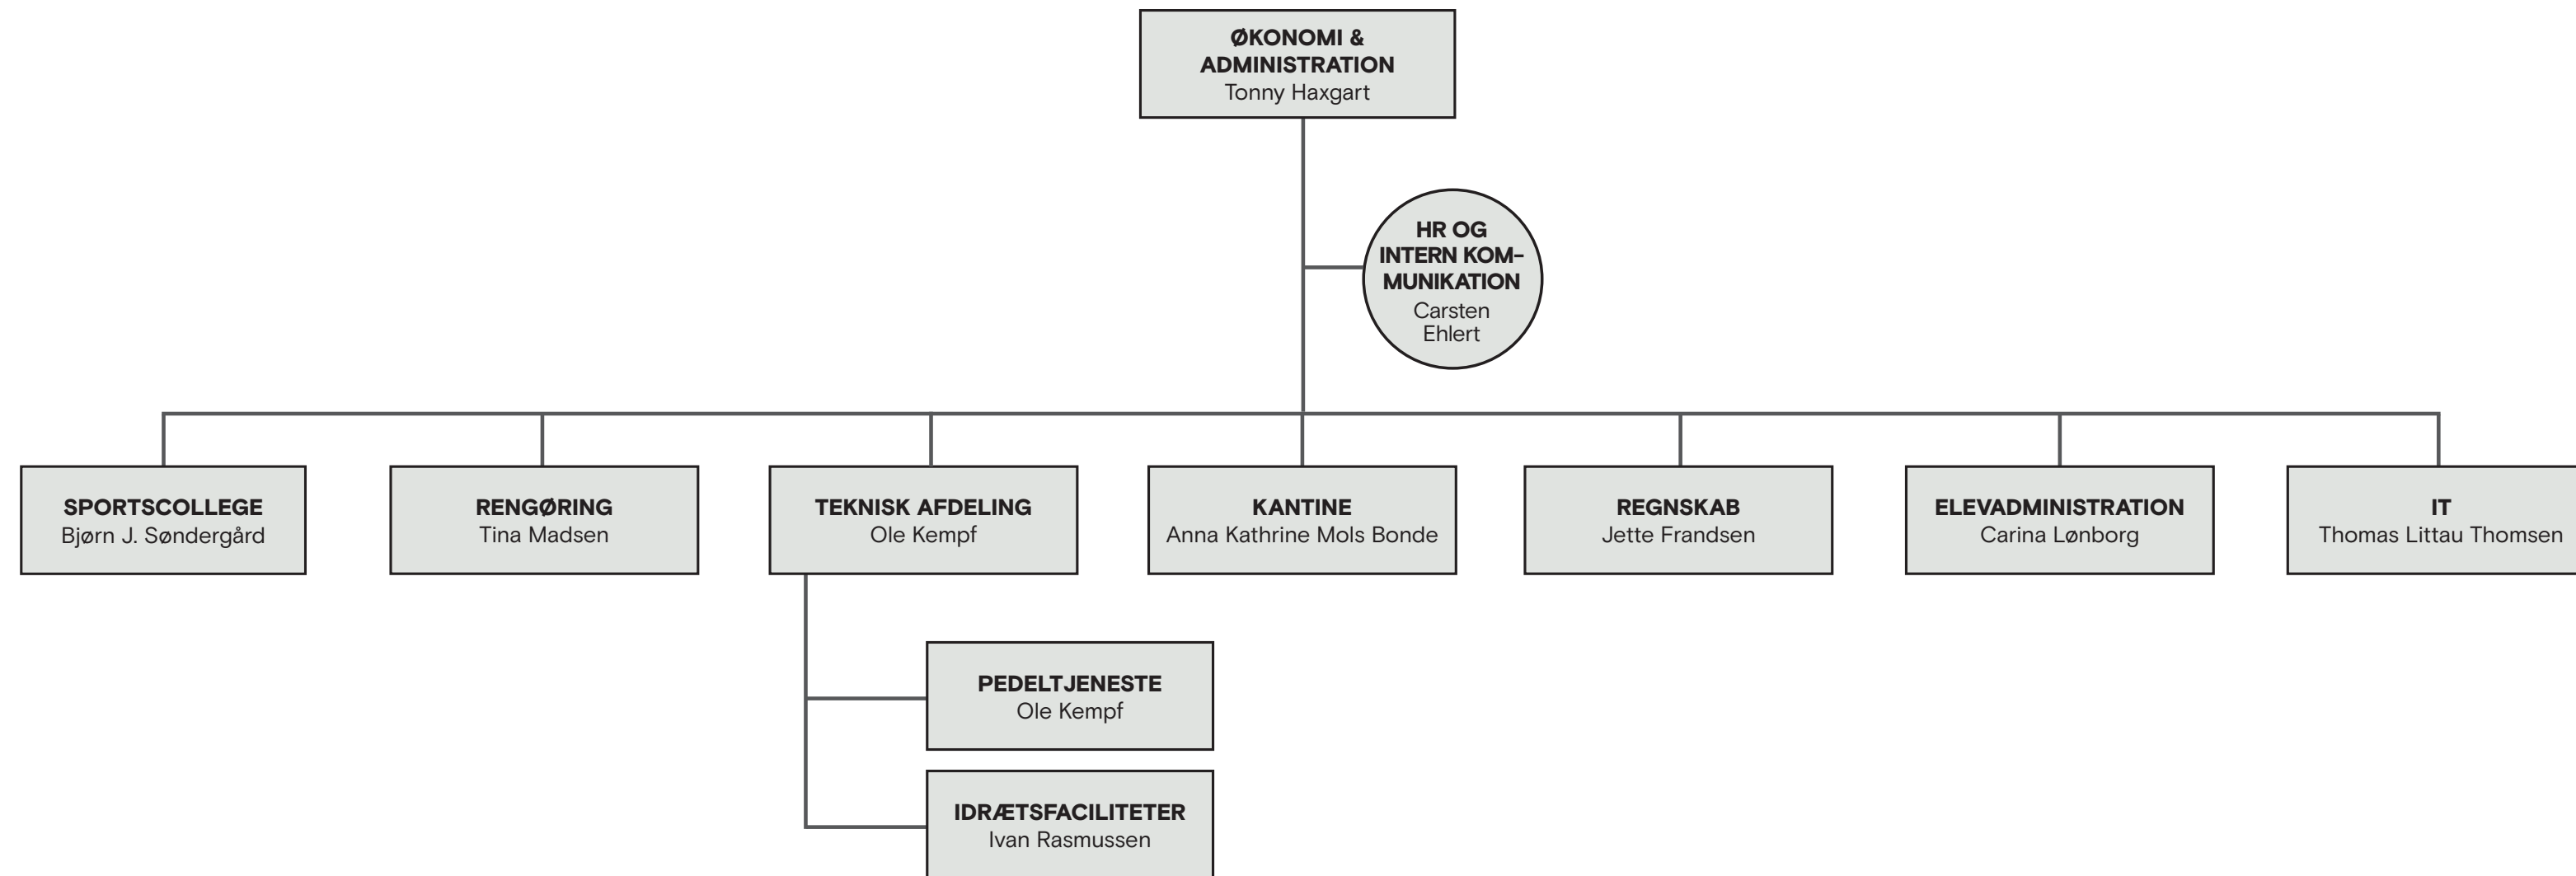 ØKONOMI &
ADMINISTRATION
Tonny Haxgart
HR OG
INTERN KOM-
MUNIKATION
Carsten
Ehlert
SPORTSCOLLEGE
Bjørn J. Søndergård
RENGØRING
Tina Madsen
TEKNISK AFDELING
Ole Kempf
KANTINE
Anna Kathrine Mols Bonde
REGNSKAB
Jette Frandsen
ELEVADMINISTRATION
Carina Lønborg
IT
Thomas Littau Thomsen
PEDELTJENESTE
Ole Kempf
IDRÆTSFACILITETER
Ivan Rasmussen